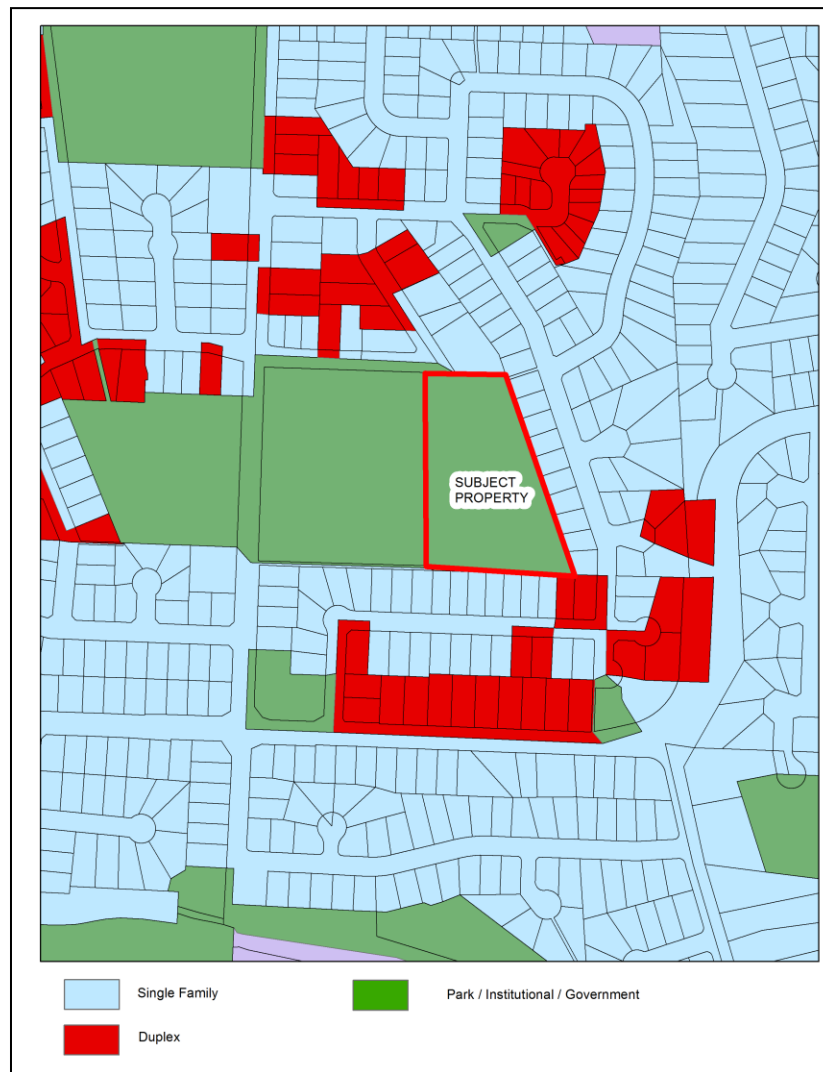 SUBJECT
PROPERTY
Single Family
Park / Institutional / Government
Duplex